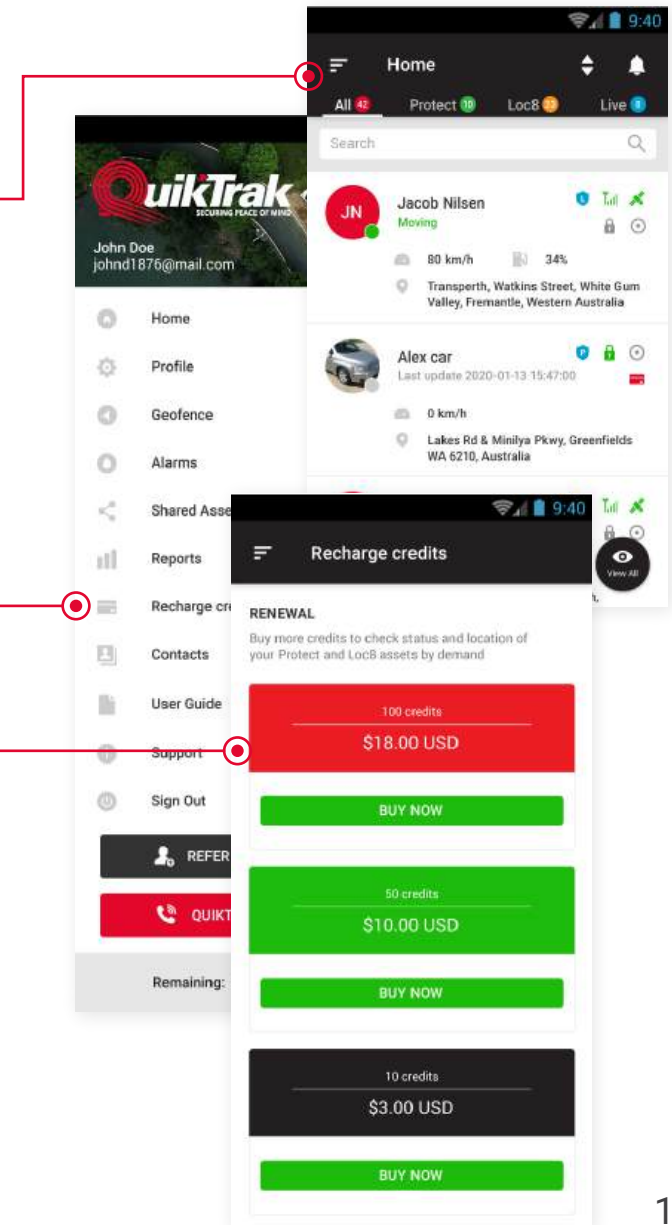 9:40
Home
All 42
Protect 10
Loc8
Live
Search
JN
Jacob Nilsen
Moving
80 km/h
34%
Transperth, Watkins Street, White Gum
Valley, Fremantle, Western Australia
Alex car
Last update 2020-01-13 15:47:00
P
0 km/h
Lakes Rd & Minilya Pkwy, Greenfields
WA 6210, Australia
View All
QuikTrak
SECURING PEACE OF MIND
John Doe
johnd1876@mail.com
Home
Profile
Geofence
Alarms
Shared Asse
Reports
Recharge cre
Contacts
User Guide
Support
Sign Out
REFER
QUIKT
Remaining:
9:40
Recharge credits
RENEWAL
Buy more credits to check status and location of
your Protect and Loc8 assets by demand
100 credits
$18.00 USD
BUY NOW
50 credits
$10.00 USD
BUY NOW
10 credits
$3.00 USD
BUY NOW
1